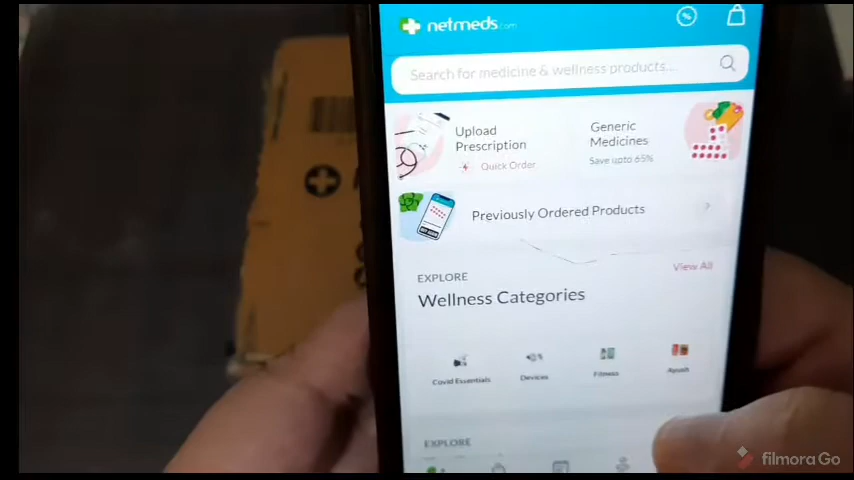 netmeds.com
Search for medicine & wellness products...
Upload
Prescription
Quick Order
Generic
Medicines
Save upto 65%
Previously Ordered Products
EXPLORE
View All
Wellness Categories
Covid Essentials
Devices
Fitness
Ayush
EXPLORE
filmora Go